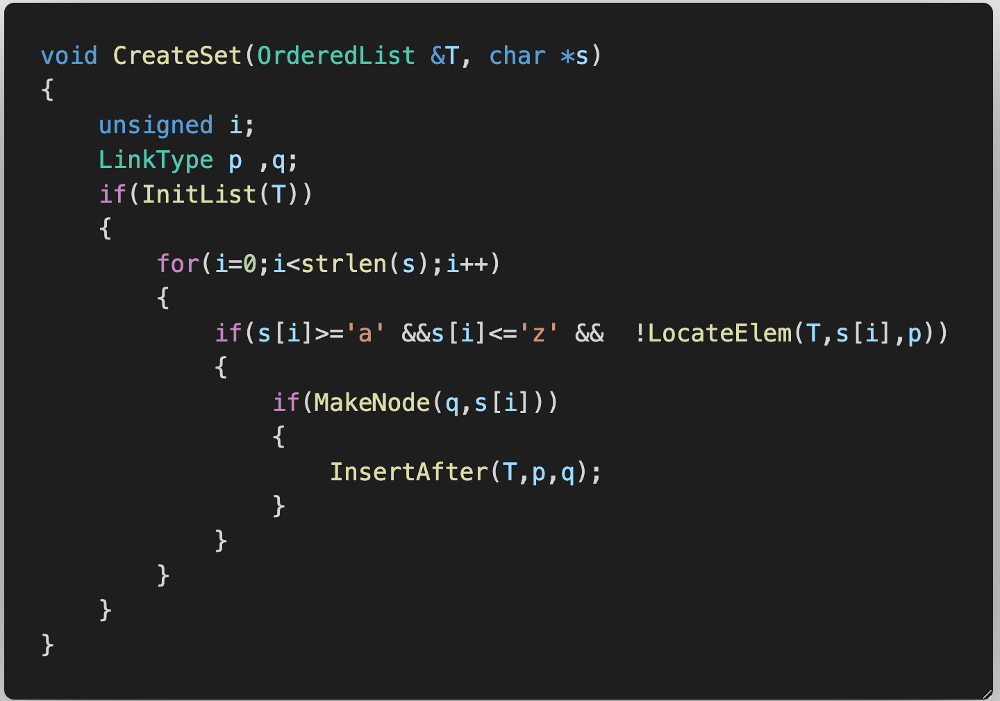 void CreateSet(OrderedList &T, char *s)
{
    unsigned i;
    LinkType p ,q;
    if(InitList(T))
    {
        for(i=0;i<strlen(s);i++)
        {
            if(s[i]>='a' &&s[i]<='z' &&  !LocateElem(T,s[i],p))
            {
                if(MakeNode(q,s[i]))
                {
                    InsertAfter(T,p,q);
                }
            }
        }
    }
}